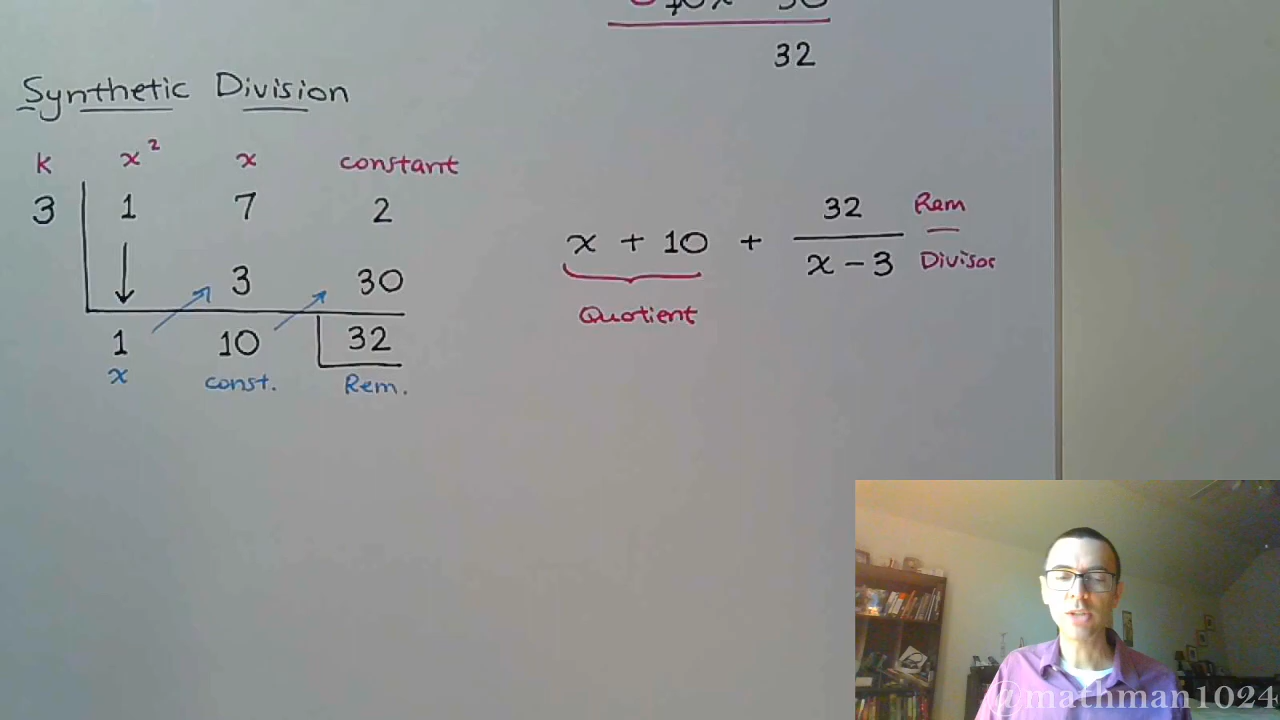 32
Synthetic Division
k x² x constant
3 1 7 2
3 30
1 10 32
x const. Rem.
x + 10 + 32 / x - 3
Rem
Divisor
Quotient
@mathman1024